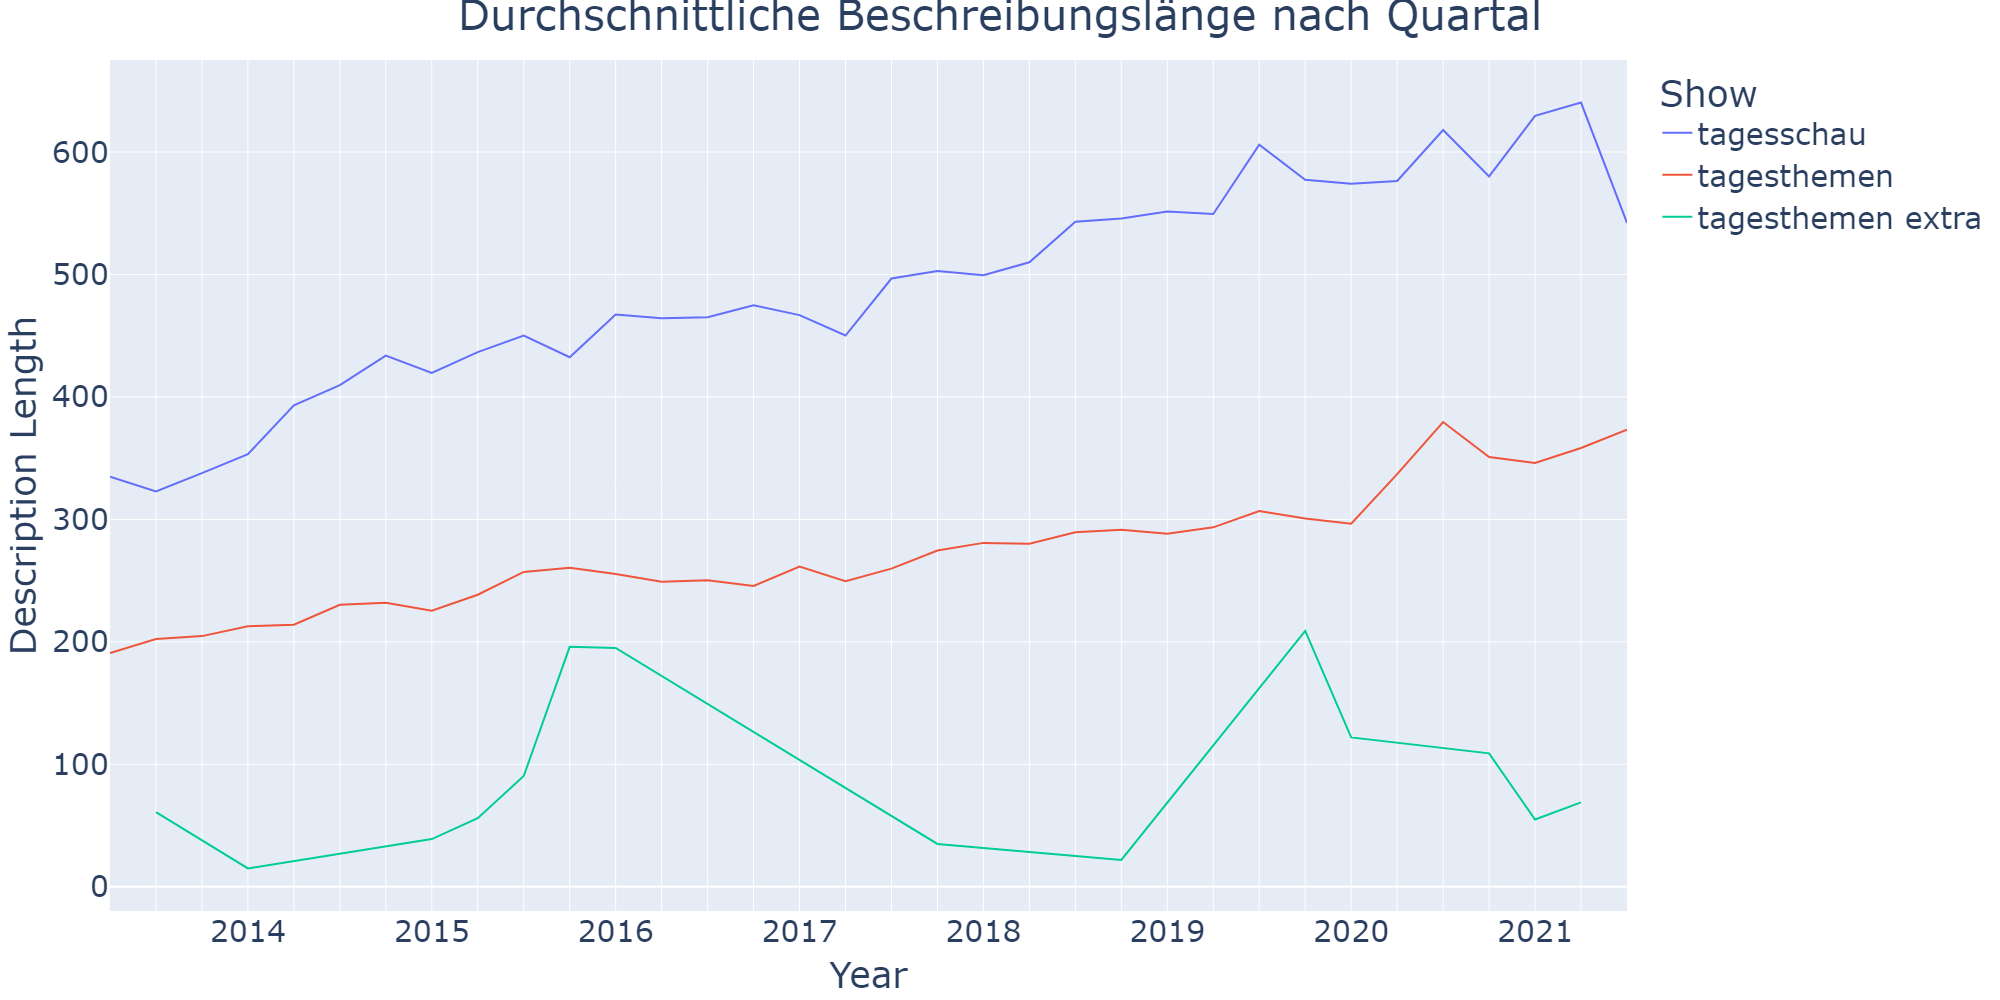 Durchschnittliche Beschreibungslänge nach Quartal
Show
tagesschau
tagesthemen
tagesthemen extra
Description Length
600
500
400
300
200
100
0
2014 2015 2016 2017 2018 2019 2020 2021
Year